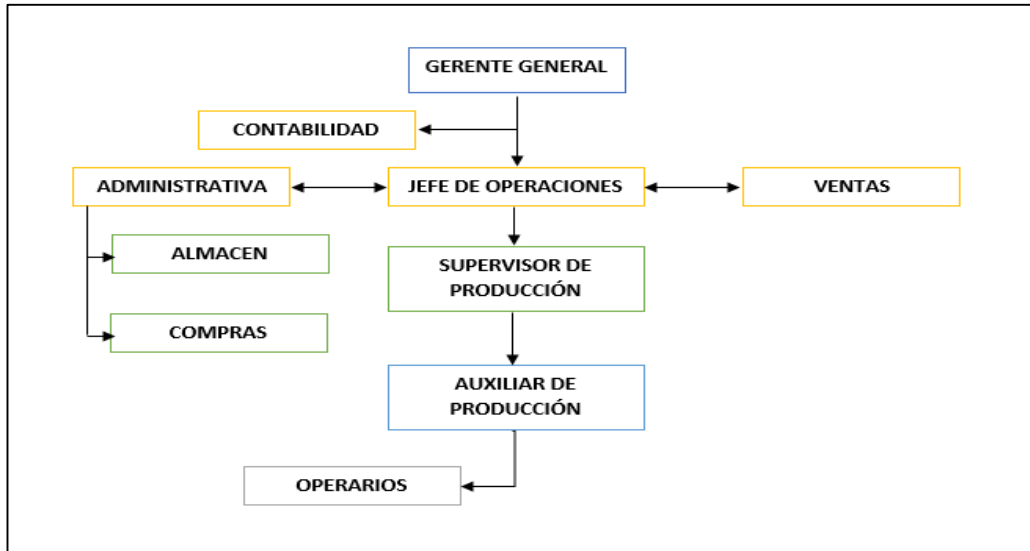 GERENTE GENERAL
CONTABILIDAD
ADMINISTRATIVA
JEFE DE OPERACIONES
VENTAS
ALMACEN
SUPERVISOR DE
PRODUCCIÓN
COMPRAS
AUXILIAR DE
PRODUCCIÓN
OPERARIOS